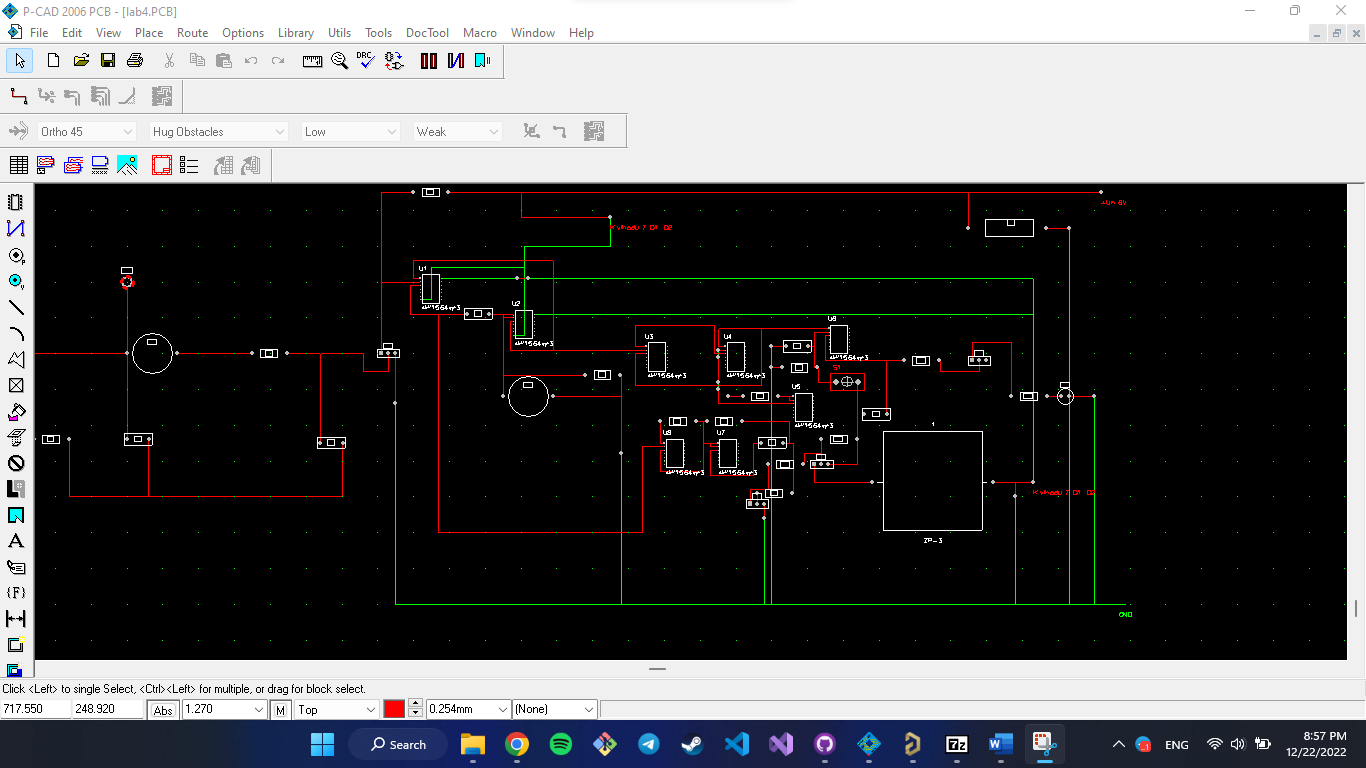 P-CAD 2006 PCB - [lab4.PCB]
File Edit View Place Route Options Library Utils Tools DocTool Macro Window Help
DRC
Ortho 45 Hug Obstacles Low Weak
U1
U2
U3
U4
U5
U6
U7
U8
S1
1
ZP-3
GND
Click <Left> to single Select, <Ctrl><Left> for multiple, or drag for block select.
717.550 248.920 Abs 1.270 M Top 0.254mm (None)
Search
ENG
8:57 PM
12/22/2022